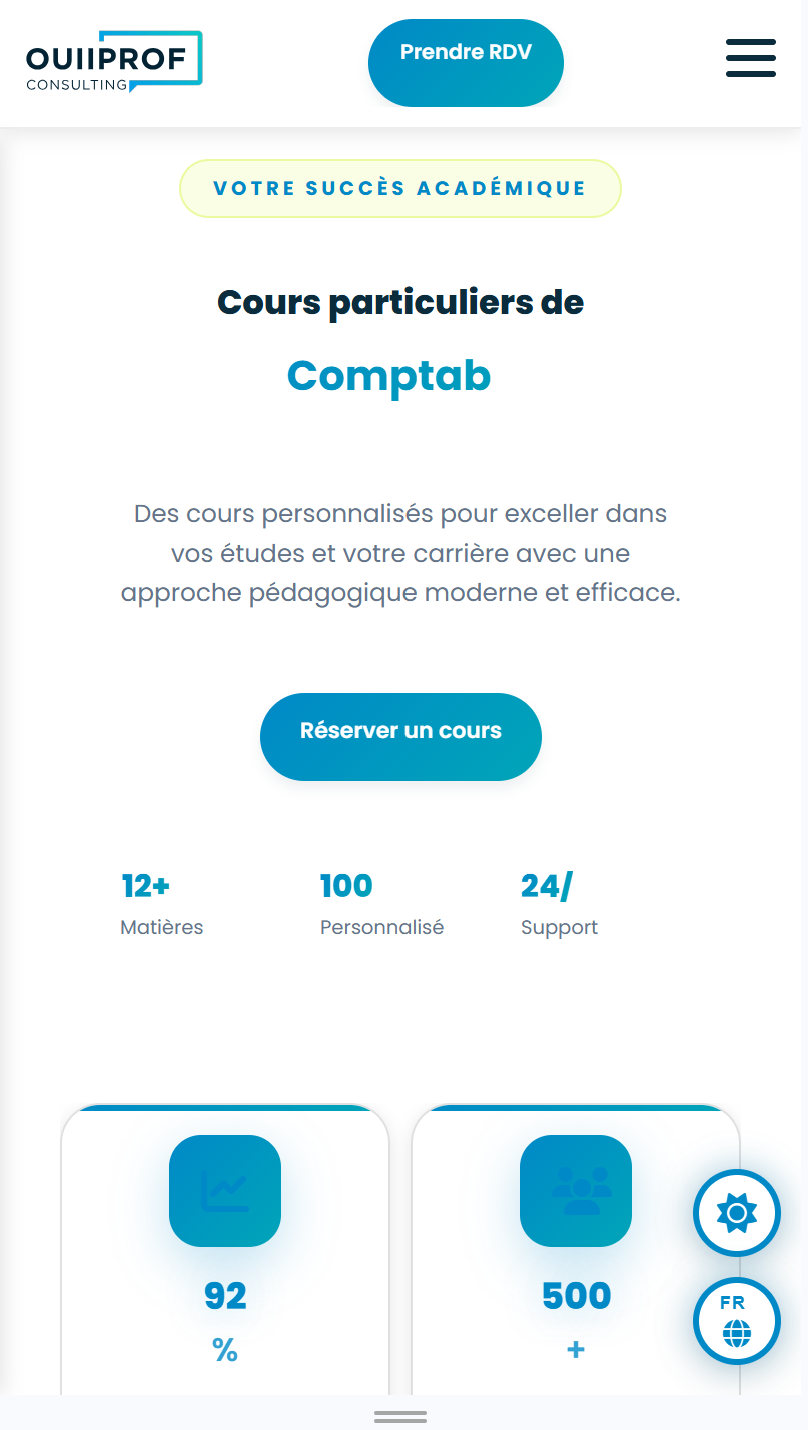 OUIIPROF
CONSULTING
Prendre RDV
VOTRE SUCCÈS ACADÉMIQUE
Cours particuliers de
Comptab
Des cours personnalisés pour exceller dans
vos études et votre carrière avec une
approche pédagogique moderne et efficace.
Réserver un cours
12+
Matières
100
Personnalisé
24/
Support
92
%
500
+
FR